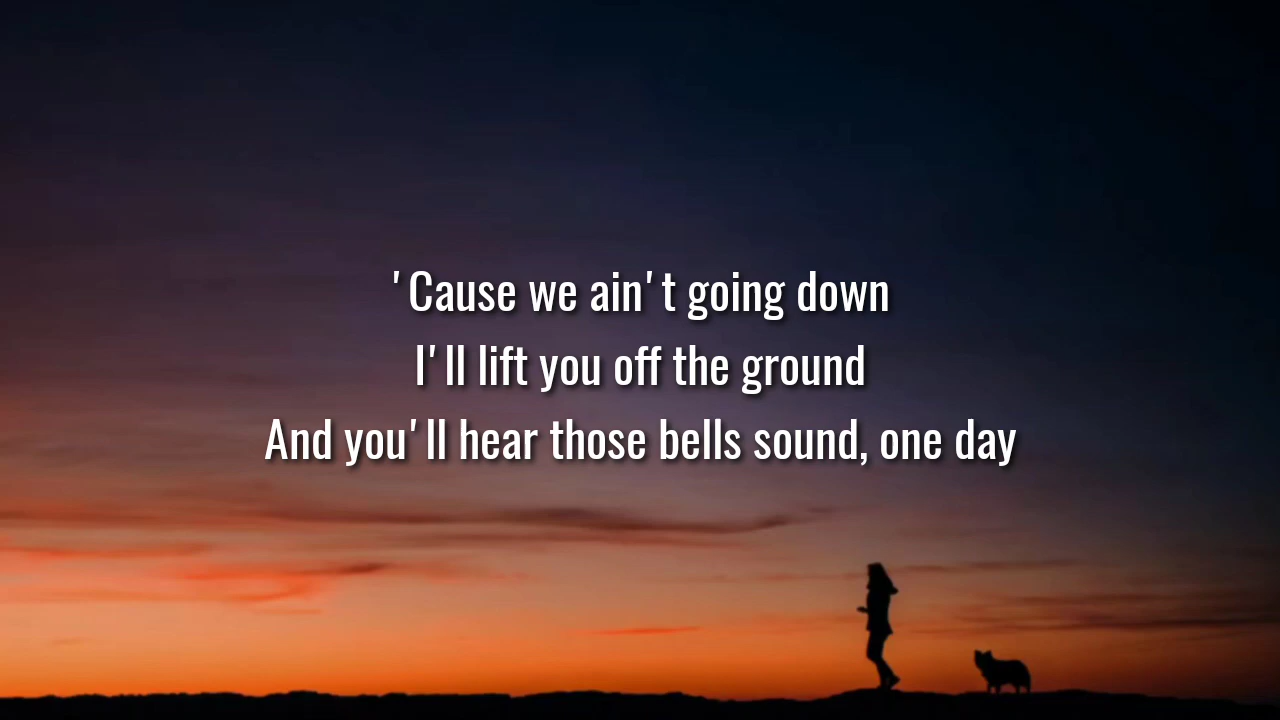 'Cause we ain't going down
I'll lift you off the ground
And you'll hear those bells sound, one day